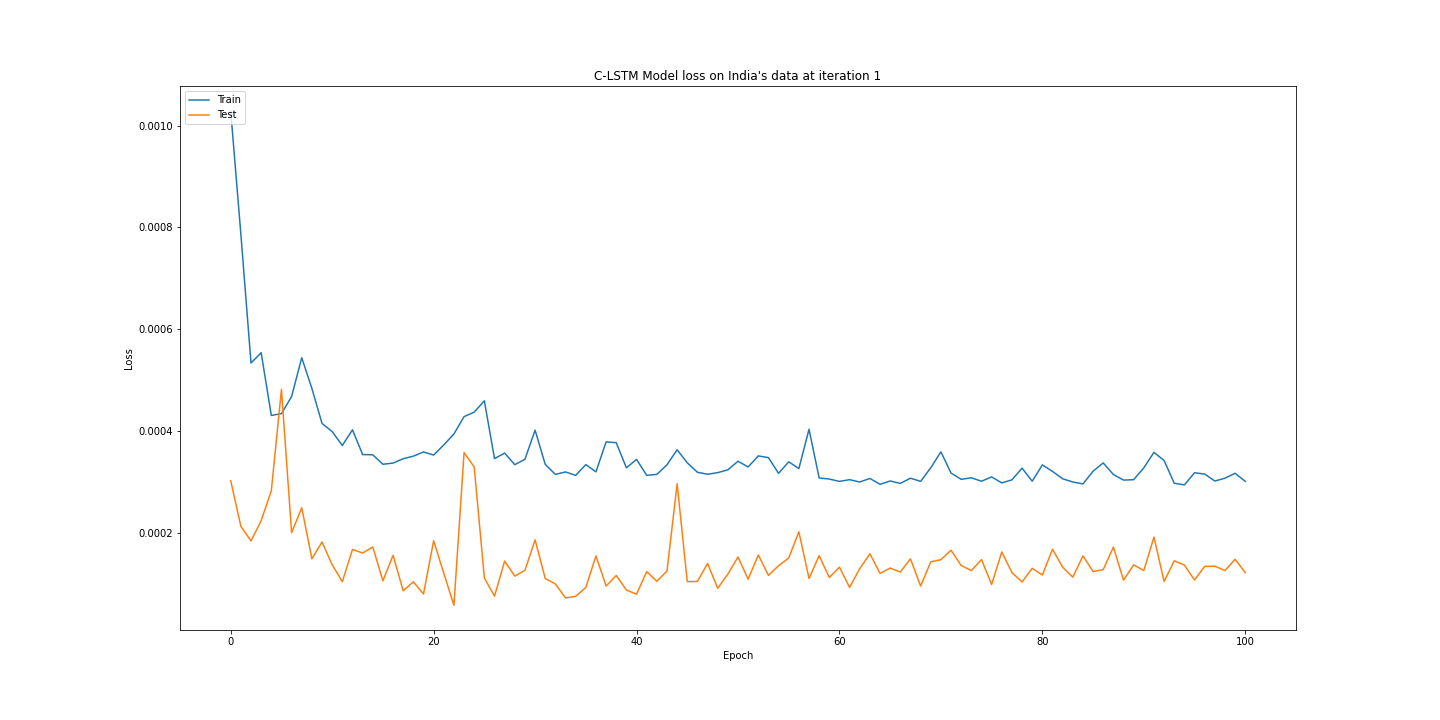 C-LSTM Model loss on India's data at iteration 1
Train
Test
0.0010
0.0008
0.0006
0.0004
0.0002
Loss
0 20 40 60 80 100
Epoch